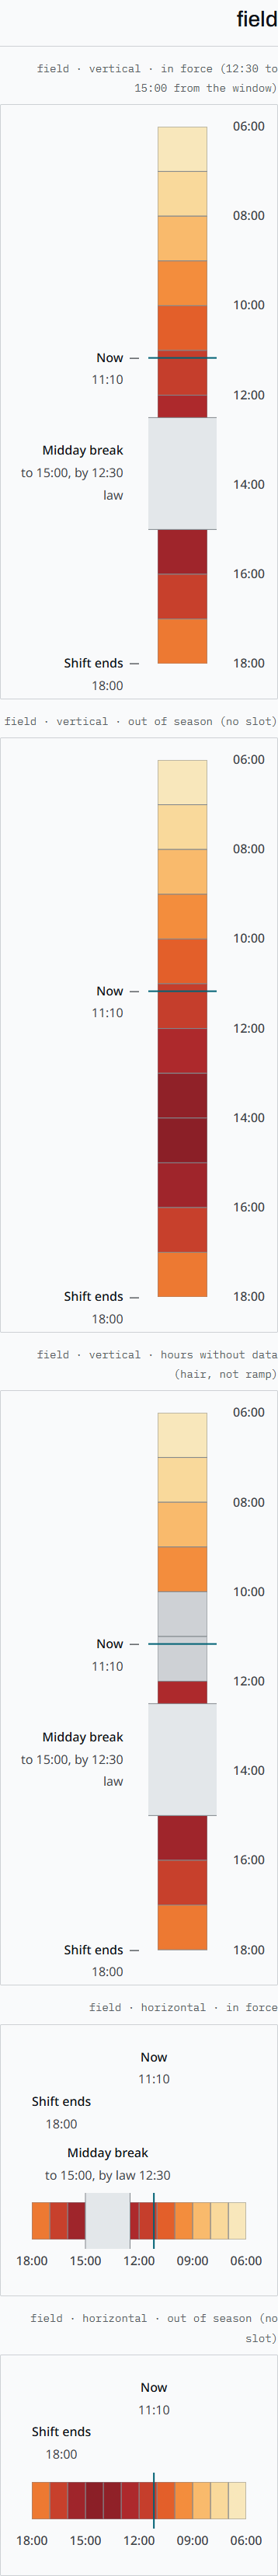 field
field · vertical · in force (12:30 to
15:00 from the window)
06:00
08:00
10:00
Now
11:10
12:00
Midday break
to 15:00, by 12:30
law
14:00
16:00
Shift ends
18:00
18:00
field · vertical · out of season (no slot)
06:00
08:00
10:00
Now
11:10
12:00
14:00
16:00
Shift ends
18:00
18:00
field · vertical · hours without data
(hair, not ramp)
06:00
08:00
10:00
Now
11:10
12:00
Midday break
to 15:00, by 12:30
law
14:00
16:00
Shift ends
18:00
18:00
field · horizontal · in force
Now
11:10
Shift ends
18:00
Midday break
to 15:00, by law 12:30
18:00 15:00 12:00 09:00 06:00
field · horizontal · out of season (no
slot)
Now
11:10
Shift ends
18:00
18:00 15:00 12:00 09:00 06:00